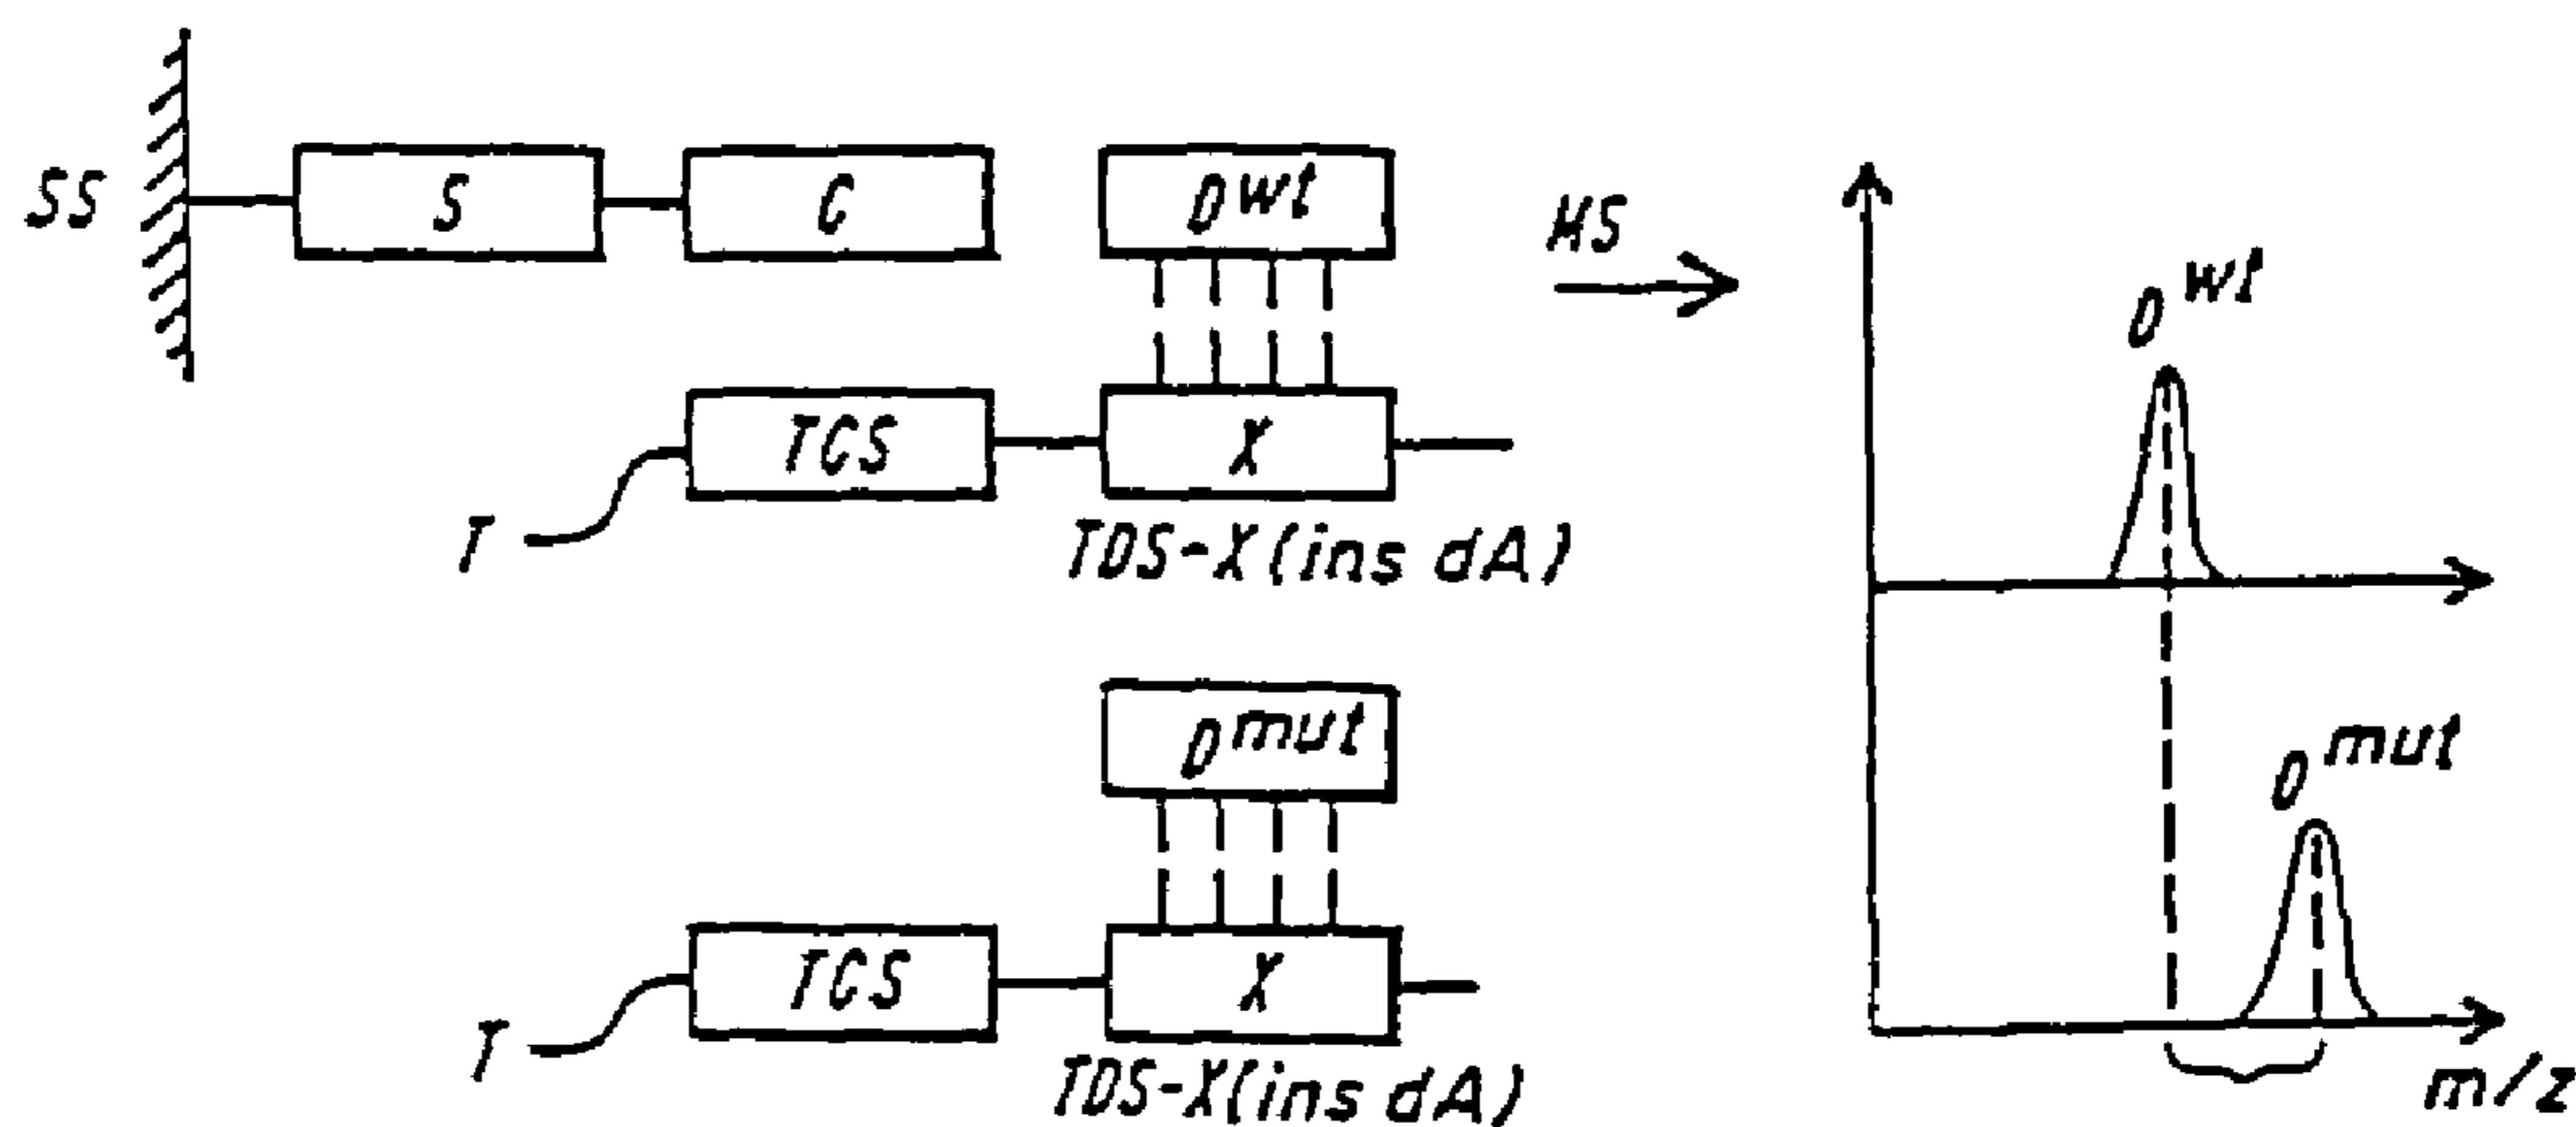 SS
S
C
D wt
MS
TCS
X
T
TDS-X(ins dA)
D wt
D mut
TCS
X
T
TDS-X(ins dA)
D mut
m/z